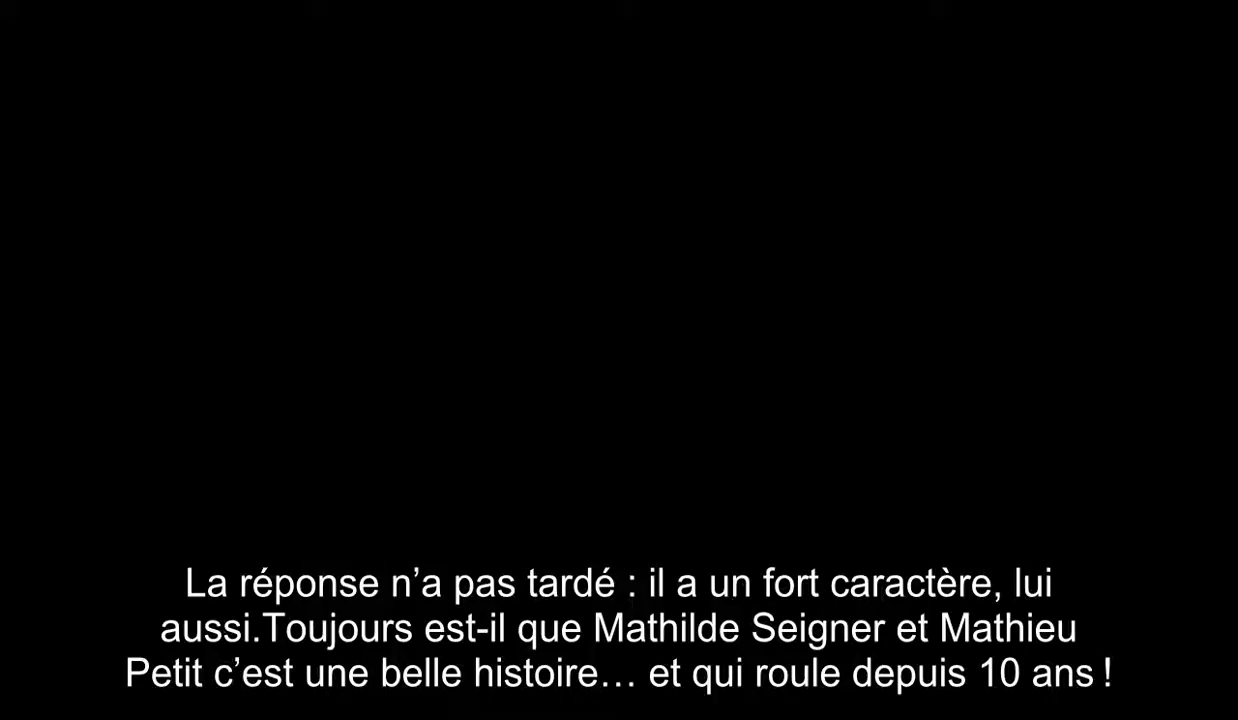 La réponse n’a pas tardé : il a un fort caractère, lui
aussi.Toujours est-il que Mathilde Seigner et Mathieu
Petit c’est une belle histoire… et qui roule depuis 10 ans !